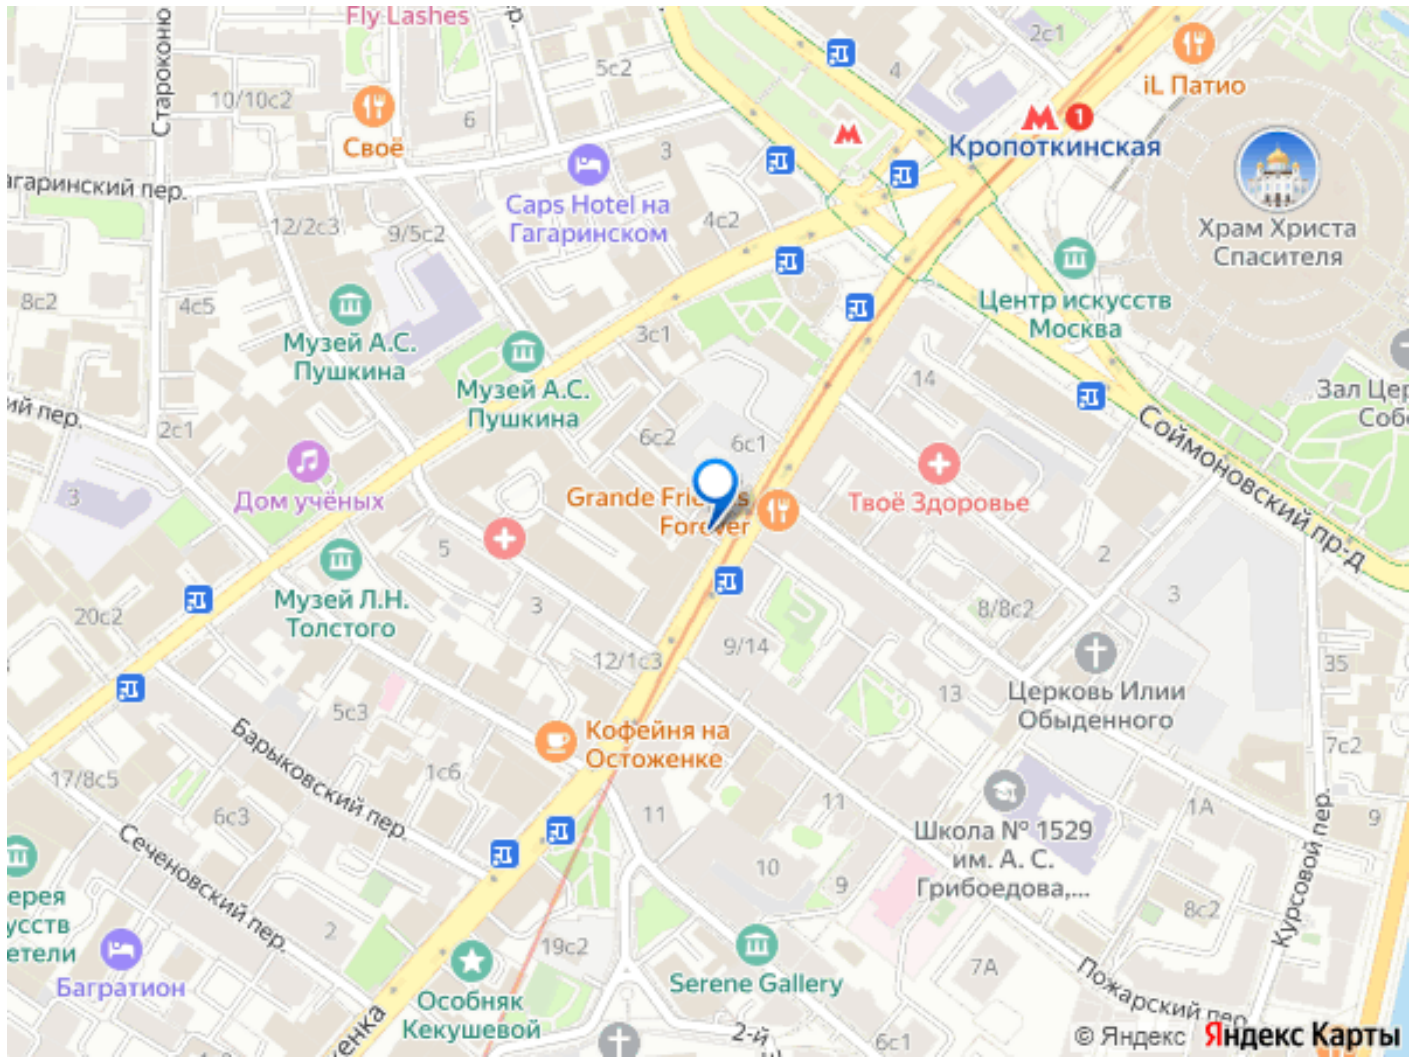 Fly Lashes
2с1
iL Патио
5с2
4
10/10с2
6
Староконю
Своё
3
Кропоткинская
1
агаринский пер.
Caps Hotel на
Гагаринском
4с2
12/2с3
9/5с2
Храм Христа
Спасителя
8с2
4с5
Центр искусств
Москва
Музей А.С.
Пушкина
3с1
Музей А.С.
Пушкина
14
Зал Цер
Собо
ий пер.
2с1
6с2
6с1
Соймоновский пр-д
3
Дом учёных
Grande Friends
Forever
Твоё Здоровье
5
2
Музей Л.Н.
Толстого
20с2
3
8/8с2
3
9/14
12/1с3
35
13
Церковь Илии
Обыденного
5с3
Кофейня на
Остоженке
7с2
Барыковский пер.
17/8с5
1с6
6с3
11
11
1А
9
Школа № 1529
им. А. С.
Грибоедова,...
Сеченовский пер.
10
9
8с2
Курсовой пер.
ерея
усств
етели
2
19с2
Багратион
Особняк
Кекушевой
Serene Gallery
7А
Пожарский пер.
енка
2-й
6с1
© Яндекс Яндекс Карты